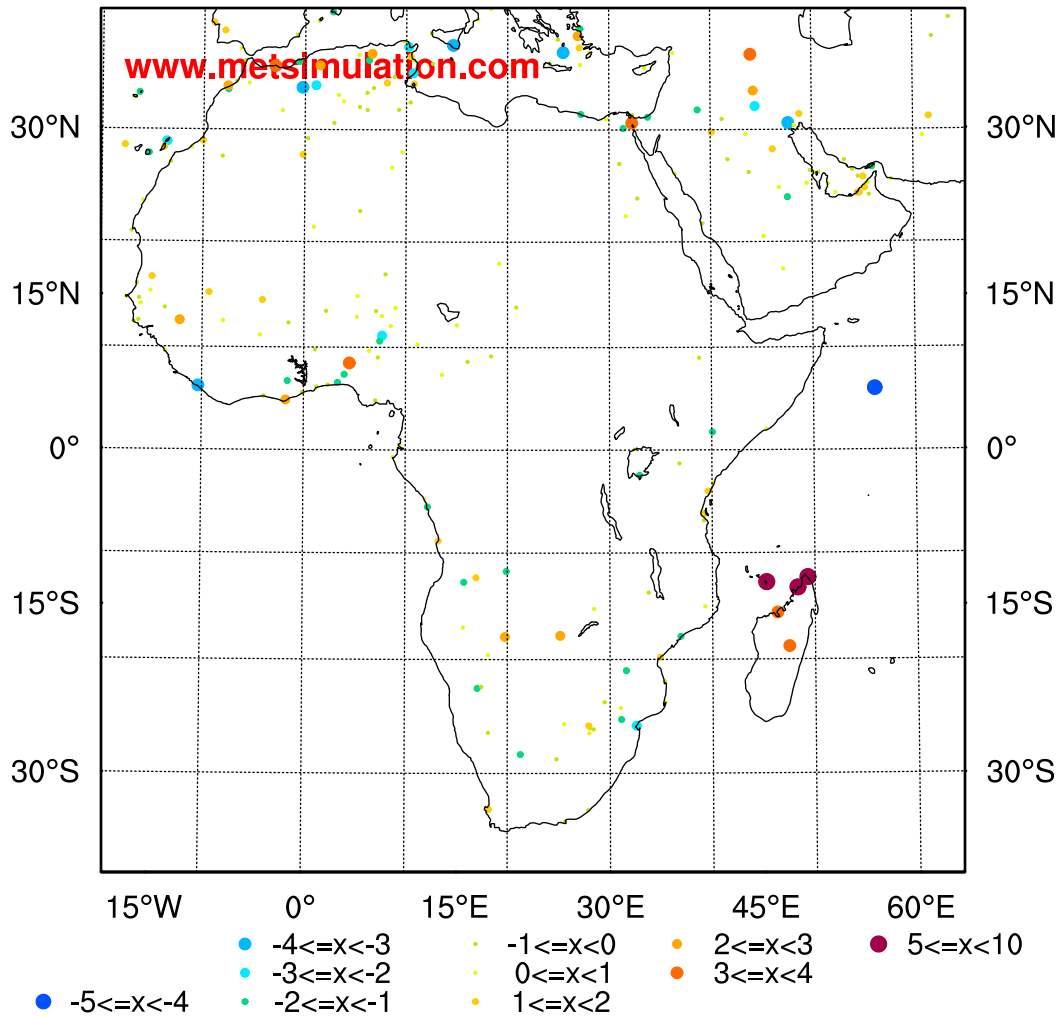 www.metsimulation.com
30°N 30°N
15°N 15°N
0° 0°
15°S 15°S
30°S 30°S
15°W 0° 15°E 30°E 45°E 60°E
-4<=x<-3 -1<=x<0 2<=x<3 5<=x<10
-3<=x<-2 0<=x<1 3<=x<4
-5<=x<-4 -2<=x<-1 1<=x<2